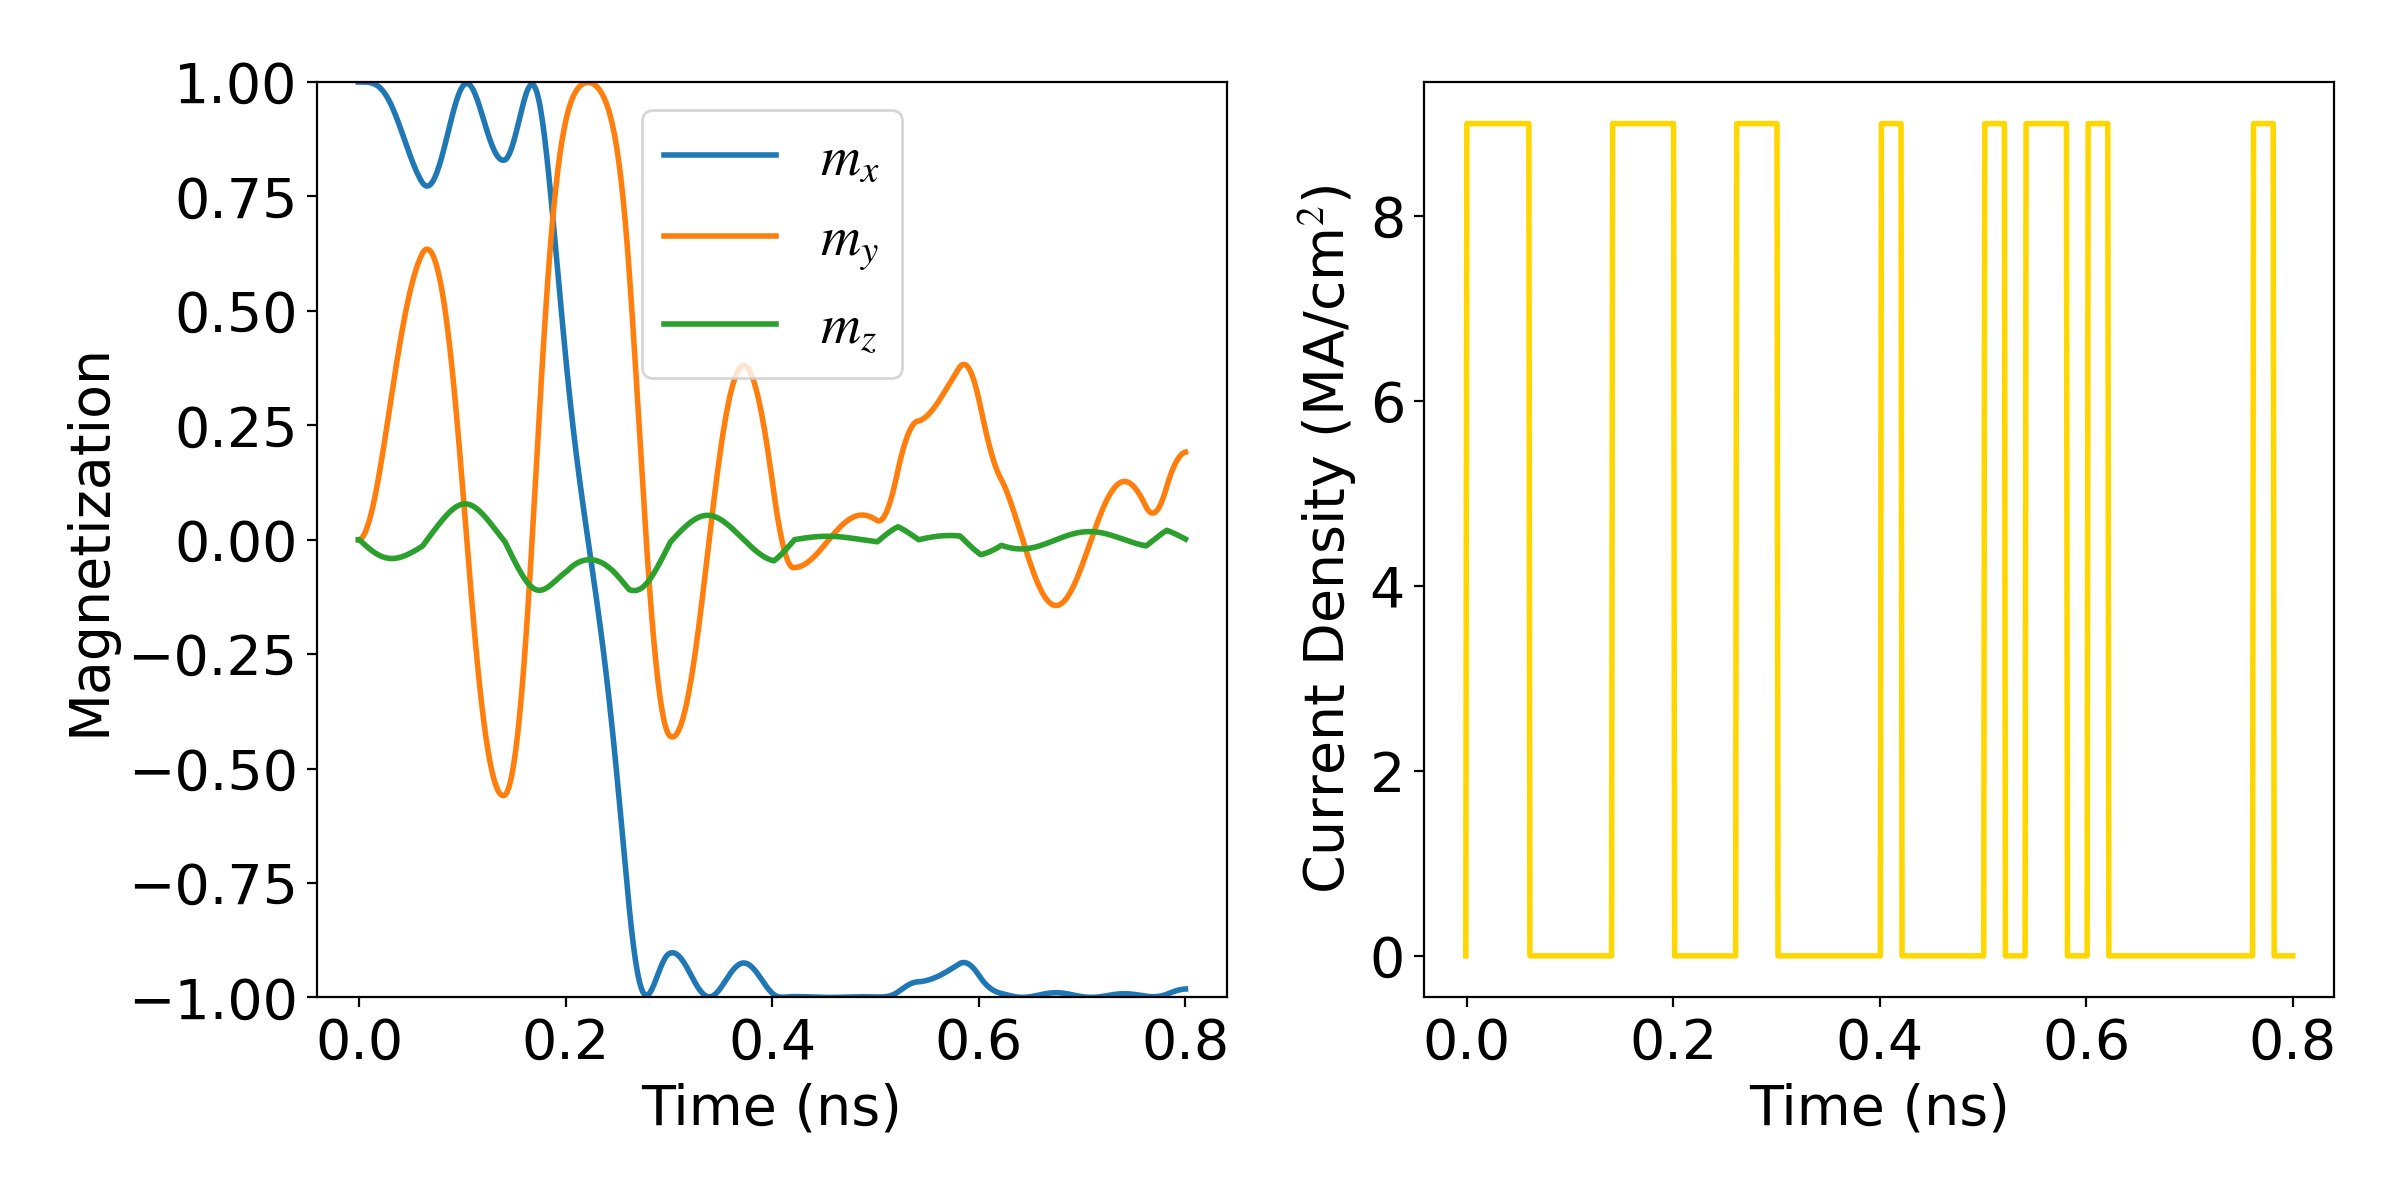 1.00
0.75
0.50
0.25
0.00
−0.25
−0.50
−0.75
−1.00
Magnetization
0.0 0.2 0.4 0.6 0.8
Time (ns)
mₓ
m_y
m_z
8
6
4
2
0
Current Density (MA/cm²)
0.0 0.2 0.4 0.6 0.8
Time (ns)